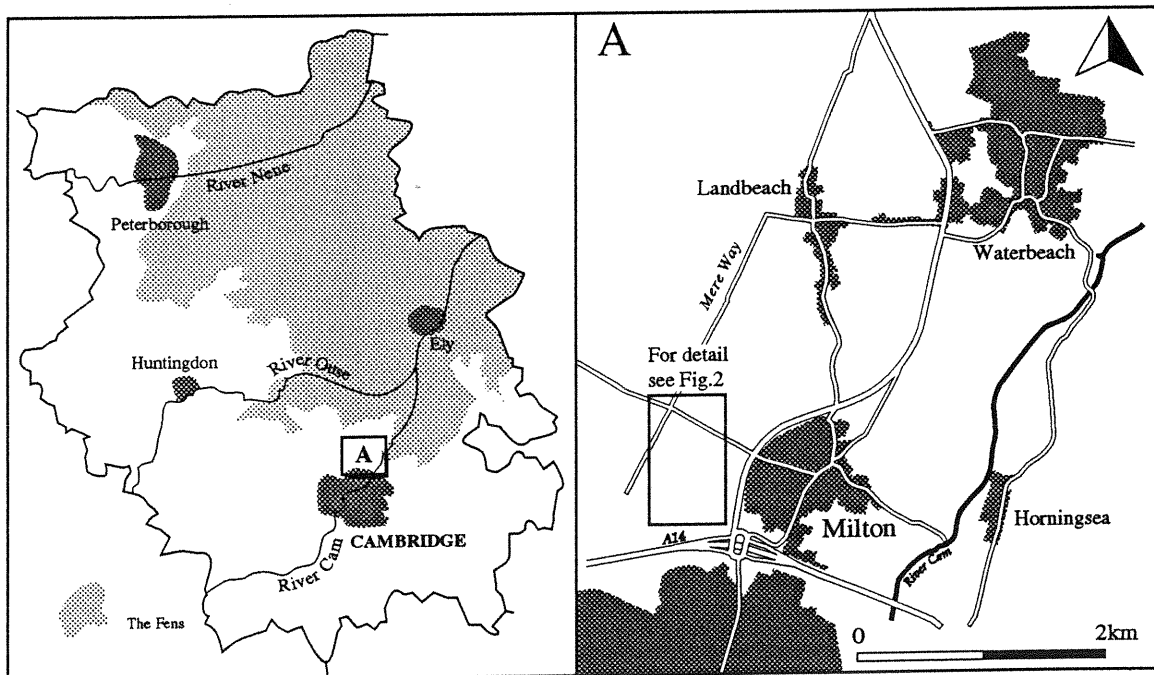 River Nene
Peterborough
Huntingdon
River Ouse
Ely
A
CAMBRIDGE
River Cam
The Fens
A
Landbeach
Waterbeach
Mere Way
For detail
see Fig.2
Milton
Horningsea
A14
River Cam
0 2km